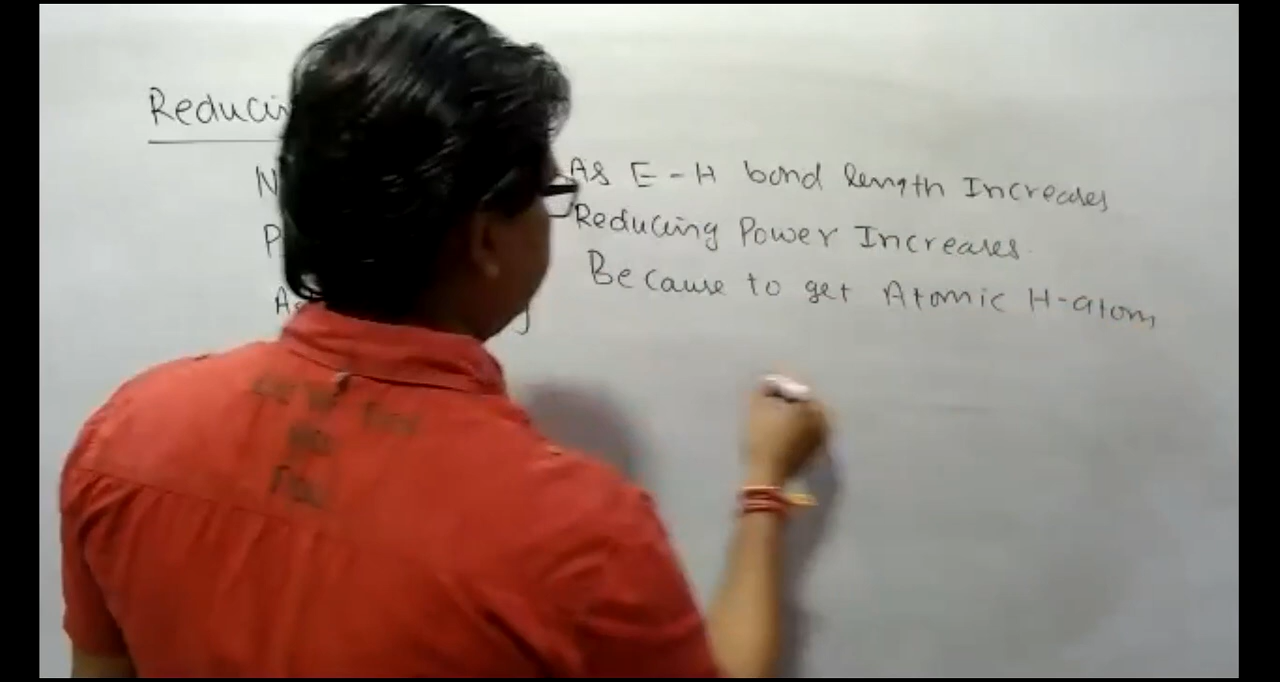 Reducin
N
P
As
As E-H bond length Increases
Reducing Power Increases.
Because to get Atomic H-atom